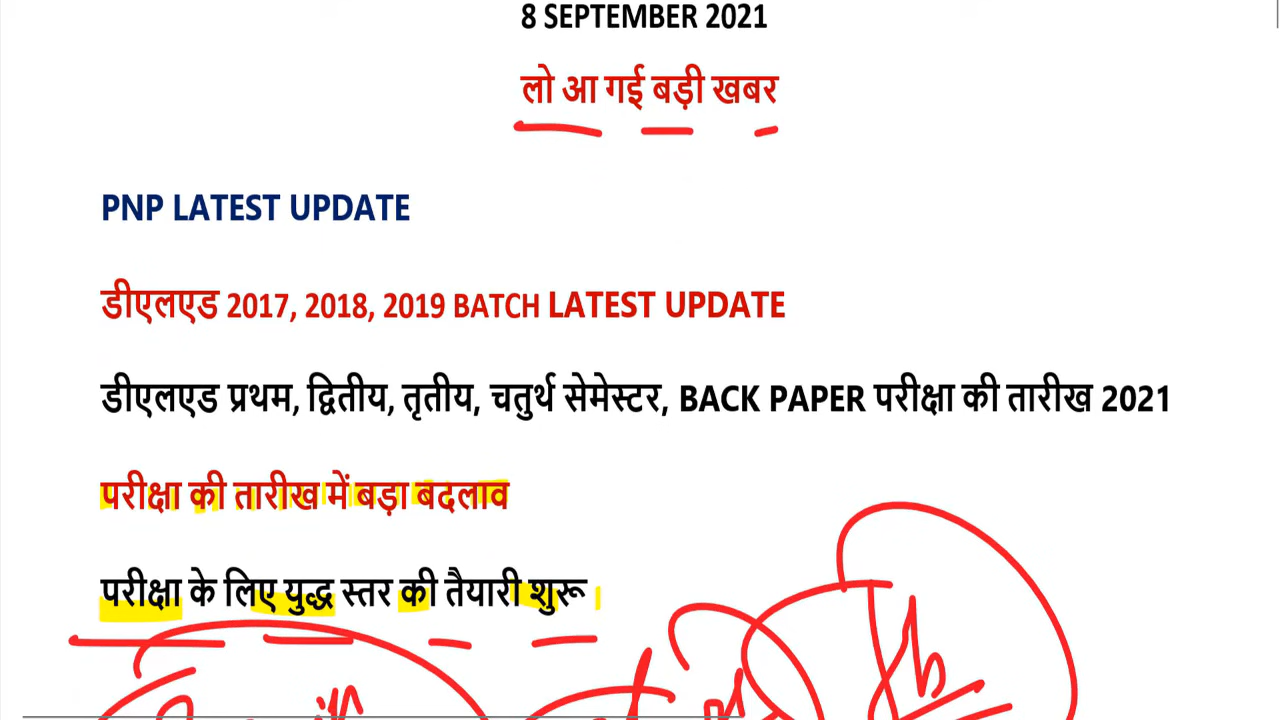 8 SEPTEMBER 2021
लो आ गई बड़ी खबर
PNP LATEST UPDATE
डीएलएड 2017, 2018, 2019 BATCH LATEST UPDATE
डीएलएड प्रथम, द्वितीय, तृतीय, चतुर्थ सेमेस्टर, BACK PAPER परीक्षा की तारीख 2021
परीक्षा की तारीख में बड़ा बदलाव
परीक्षा के लिए युद्ध स्तर की तैयारी शुरू